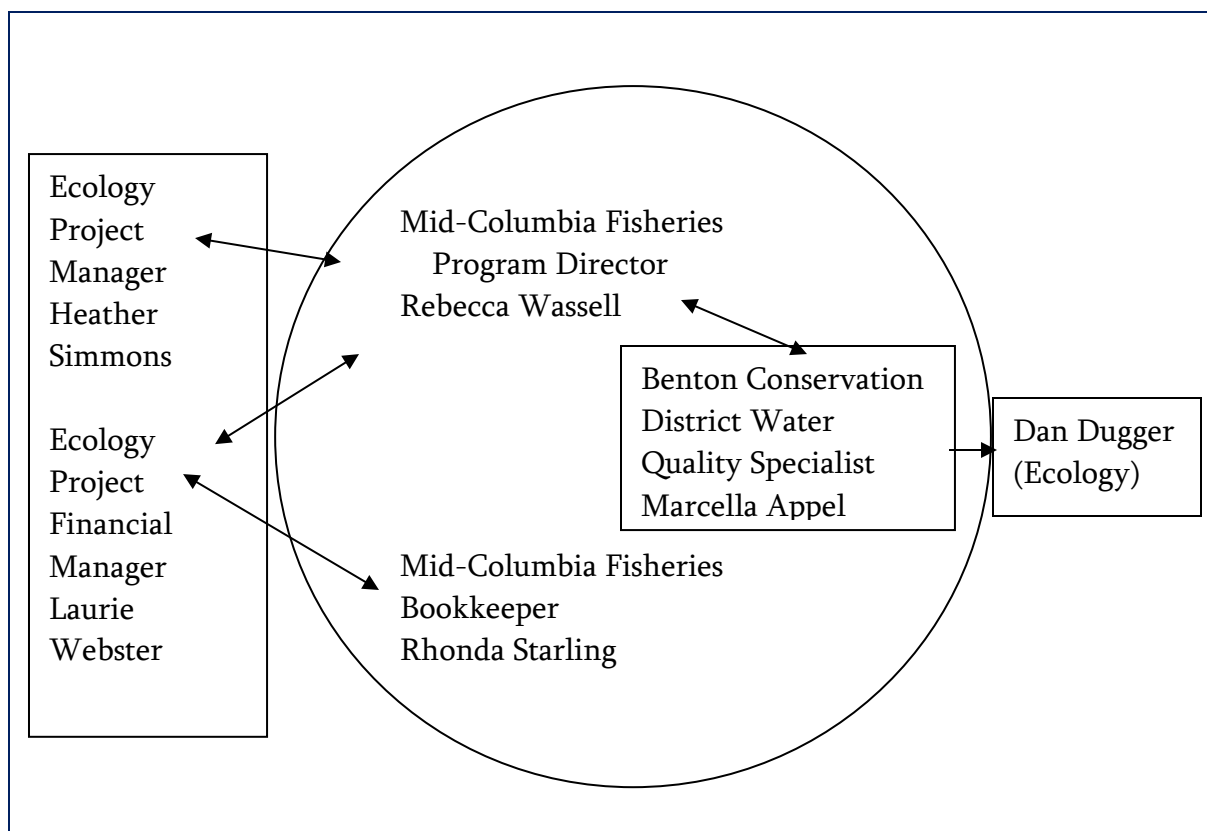 Ecology
Project
Manager
Heather
Simmons
Ecology
Project
Financial
Manager
Laurie
Webster
Mid-Columbia Fisheries
Program Director
Rebecca Wassell
Benton Conservation
District Water
Quality Specialist
Marcella Appel
Mid-Columbia Fisheries
Bookkeeper
Rhonda Starling
Dan Dugger
(Ecology)